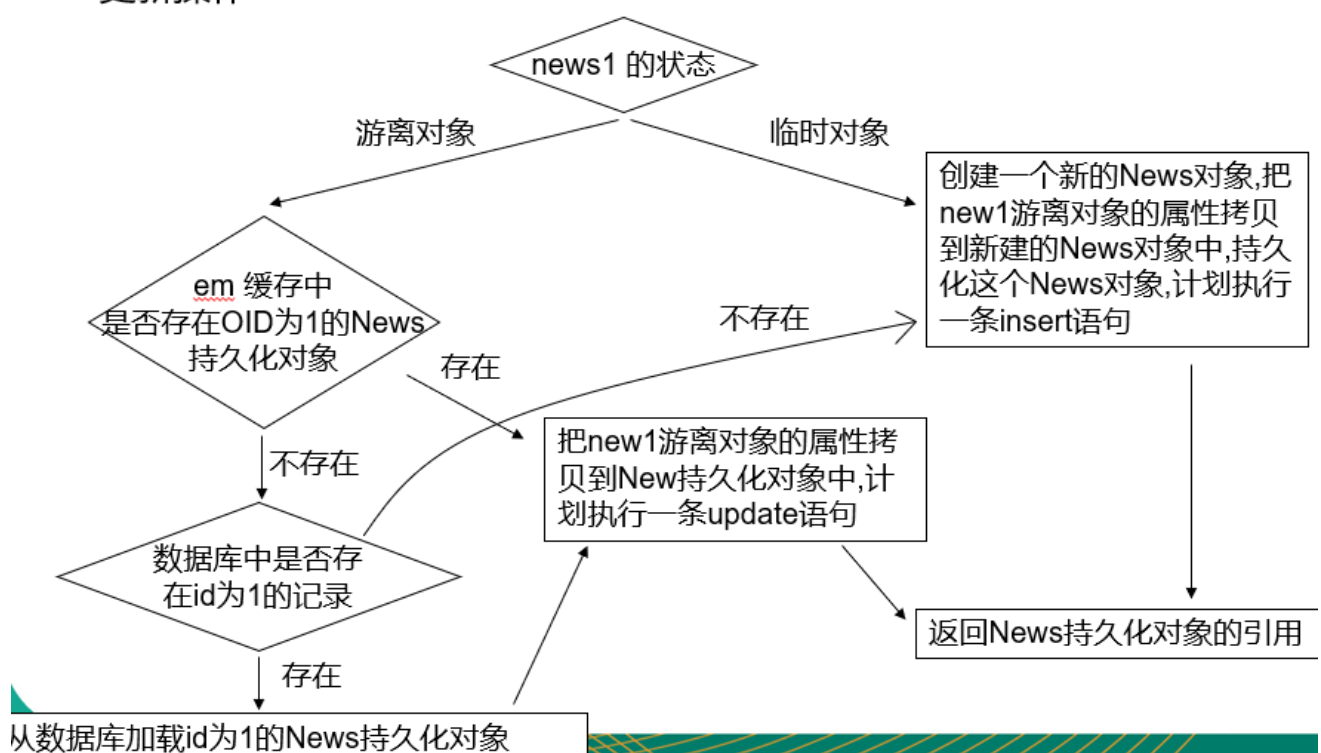 news1 的状态
游离对象
临时对象
创建一个新的News对象,把
new1游离对象的属性拷贝
到新建的News对象中,持久
化这个News对象,计划执行
一条insert语句
em 缓存中
是否存在OID为1的News
持久化对象
不存在
存在
把new1游离对象的属性拷
贝到New持久化对象中,计
划执行一条update语句
不存在
数据库中是否存
在id为1的记录
返回News持久化对象的引用
存在
从数据库加载id为1的News持久化对象